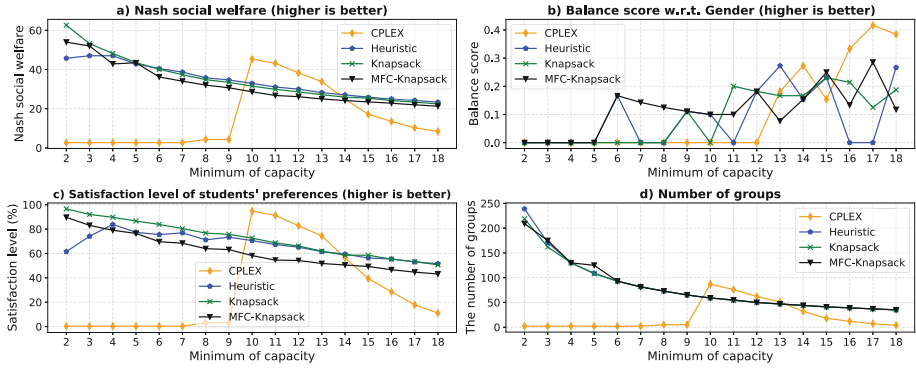 a) Nash social welfare (higher is better)
Nash social welfare
60
40
20
0
CPLEX
Heuristic
Knapsack
MFC-Knapsack
2 3 4 5 6 7 8 9 10 11 12 13 14 15 16 17 18
Minimum of capacity
b) Balance score w.r.t. Gender (higher is better)
Balance score
0.4
0.3
0.2
0.1
0.0
CPLEX
Heuristic
Knapsack
MFC-Knapsack
2 3 4 5 6 7 8 9 10 11 12 13 14 15 16 17 18
Minimum of capacity
c) Satisfaction level of students' preferences (higher is better)
Satisfaction level (%)
100
80
60
40
20
0
CPLEX
Heuristic
Knapsack
MFC-Knapsack
2 3 4 5 6 7 8 9 10 11 12 13 14 15 16 17 18
Minimum of capacity
d) Number of groups
The number of groups
250
200
150
100
50
0
CPLEX
Heuristic
Knapsack
MFC-Knapsack
2 3 4 5 6 7 8 9 10 11 12 13 14 15 16 17 18
Minimum of capacity